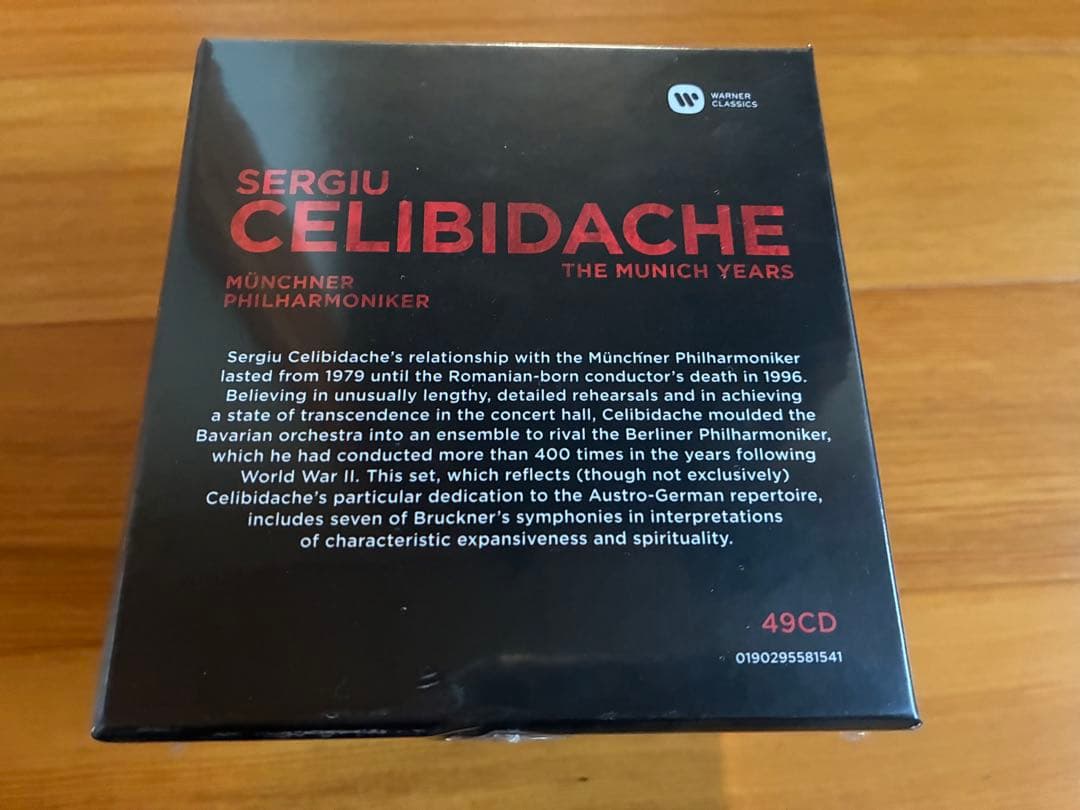 WARNER
CLASSICS
SERGIU
CELIBIDACHE
THE MUNICH YEARS
MÜNCHNER
PHILHARMONIKER
Sergiu Celibidache's relationship with the Münchner Philharmoniker
lasted from 1979 until the Romanian-born conductor's death in 1996.
Believing in unusually lengthy, detailed rehearsals and in achieving
a state of transcendence in the concert hall, Celibidache moulded the
Bavarian orchestra into an ensemble to rival the Berliner Philharmoniker,
which he had conducted more than 400 times in the years following
World War II. This set, which reflects (though not exclusively)
Celibidache's particular dedication to the Austro-German repertoire,
includes seven of Bruckner's symphonies in interpretations
of characteristic expansiveness and spirituality.
49CD
0190295581541